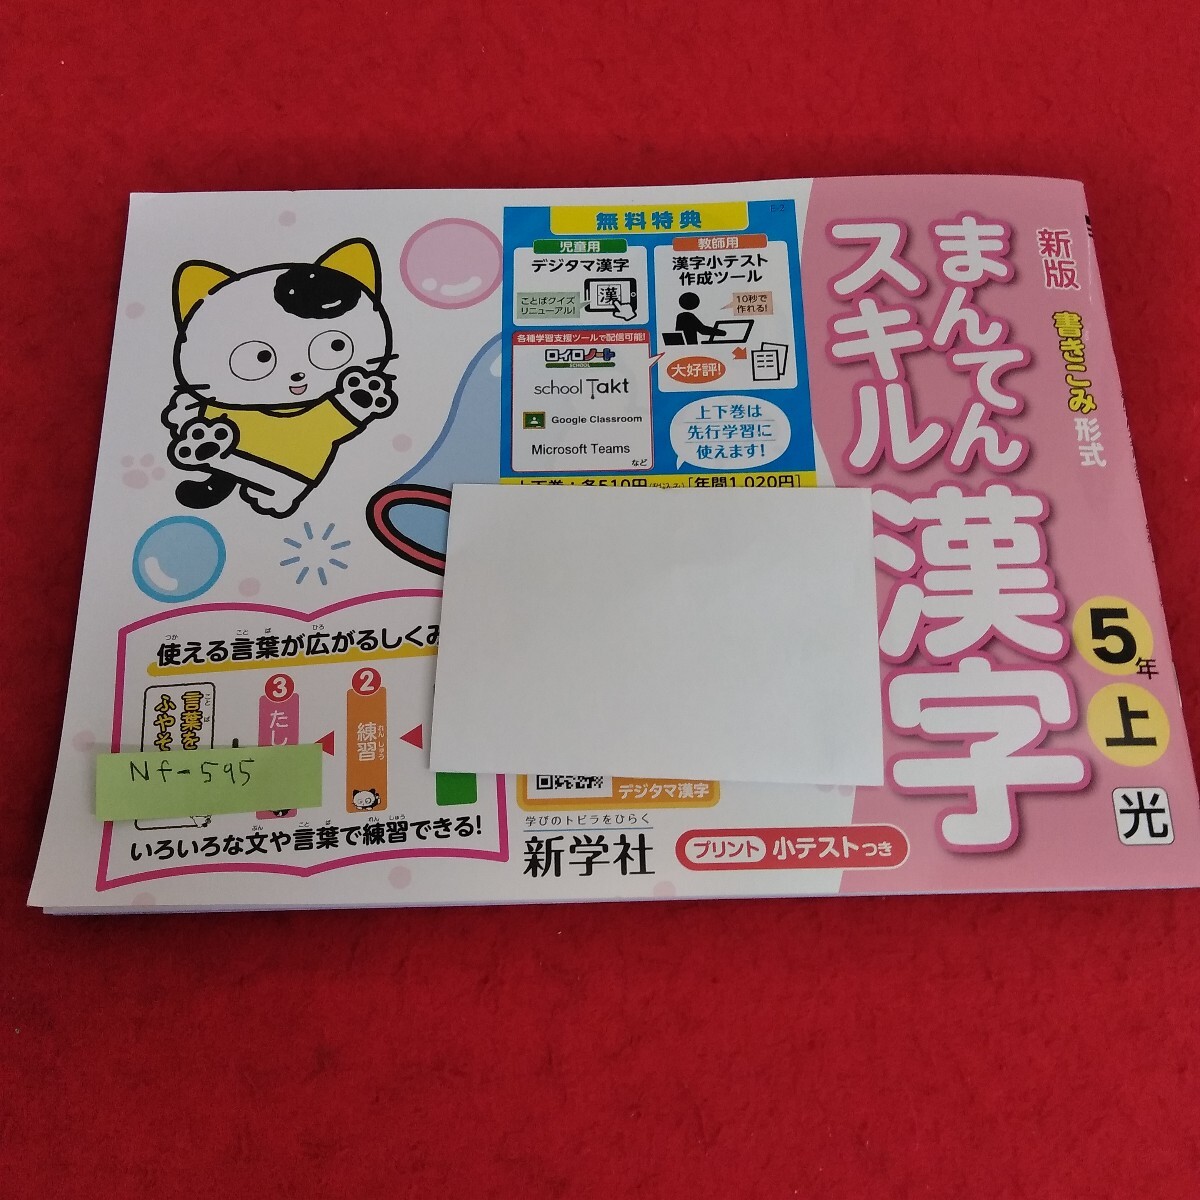 新版
まんてん
スキル漢字
書きこみ形式
5年
上
光
無料特典
児童用
デジタマ漢字
ことばクイズ
リニューアル!
漢
教師用
漢字小テスト
作成ツール
10秒で
作れる!
大好評!
各種学習支援ツールで配信可能!
ロイロノート
SCHOOL
school Takt
Google Classroom
Microsoft Teams
など
上下巻は
先行学習に
使えます!
上下巻:各510円 [年間1,020円]
使える言葉が広がるしくみ
言葉を
ふやそ
3
たし
2
練習
Nf-595
いろいろな文や言葉で練習できる!
デジタマ漢字
学びのトビラをひらく
新学社
プリント 小テストつき